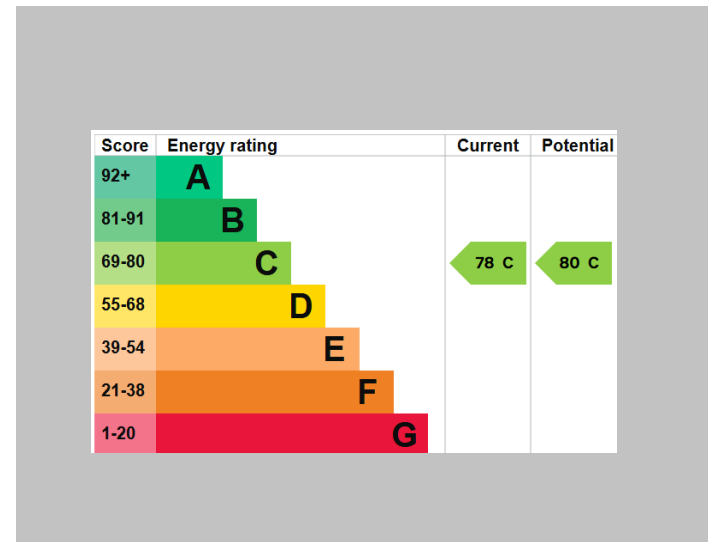 Score Energy rating Current Potential
92+ A
81-91 B
69-80 C 78 C 80 C
55-68 D
39-54 E
21-38 F
1-20 G